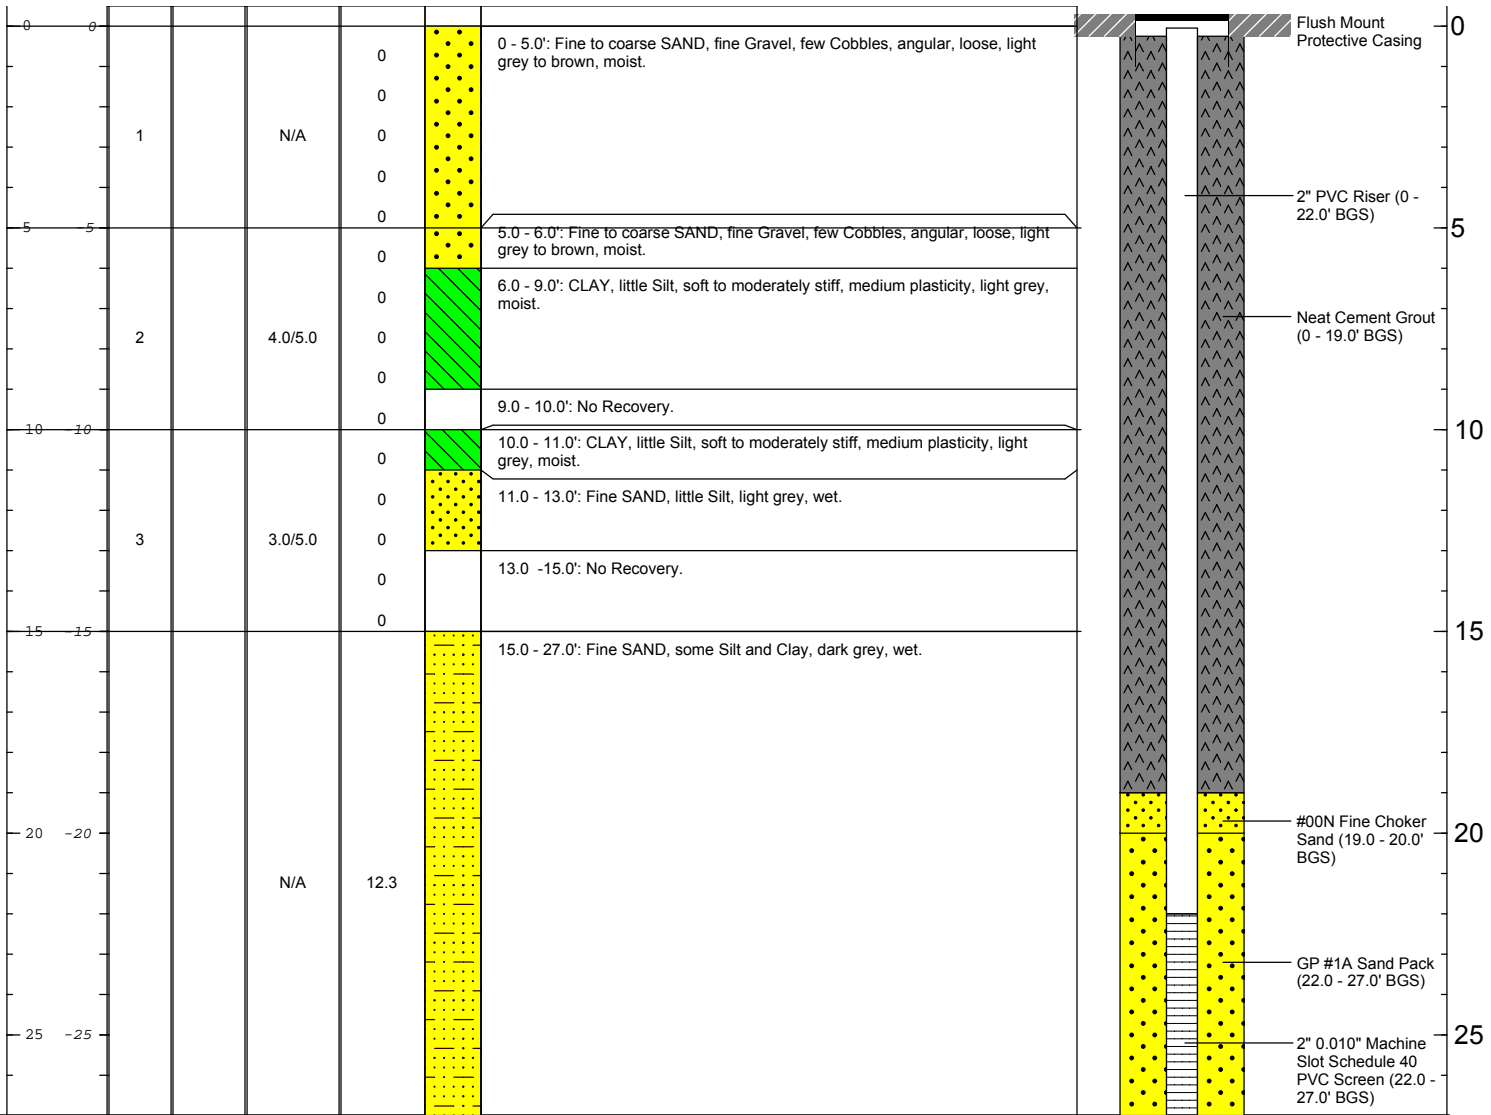 0 0
0
0
0
0
0
1
N/A
0 - 5.0': Fine to coarse SAND, fine Gravel, few Cobbles, angular, loose, light
grey to brown, moist.
5 -5
0
0
0
0
0
2
4.0/5.0
5.0 - 6.0': Fine to coarse SAND, fine Gravel, few Cobbles, angular, loose, light
grey to brown, moist.
6.0 - 9.0': CLAY, little Silt, soft to moderately stiff, medium plasticity, light grey,
moist.
9.0 - 10.0': No Recovery.
10 -10
0
0
0
0
0
3
3.0/5.0
10.0 - 11.0': CLAY, little Silt, soft to moderately stiff, medium plasticity, light
grey, moist.
11.0 - 13.0': Fine SAND, little Silt, light grey, wet.
13.0 -15.0': No Recovery.
15 -15
15.0 - 27.0': Fine SAND, some Silt and Clay, dark grey, wet.
20 -20
N/A
12.3
25 -25
Flush Mount
Protective Casing
2" PVC Riser (0 -
22.0' BGS)
Neat Cement Grout
(0 - 19.0' BGS)
#00N Fine Choker
Sand (19.0 - 20.0'
BGS)
GP #1A Sand Pack
(22.0 - 27.0' BGS)
2" 0.010" Machine
Slot Schedule 40
PVC Screen (22.0 -
27.0' BGS)
0
5
10
15
20
25